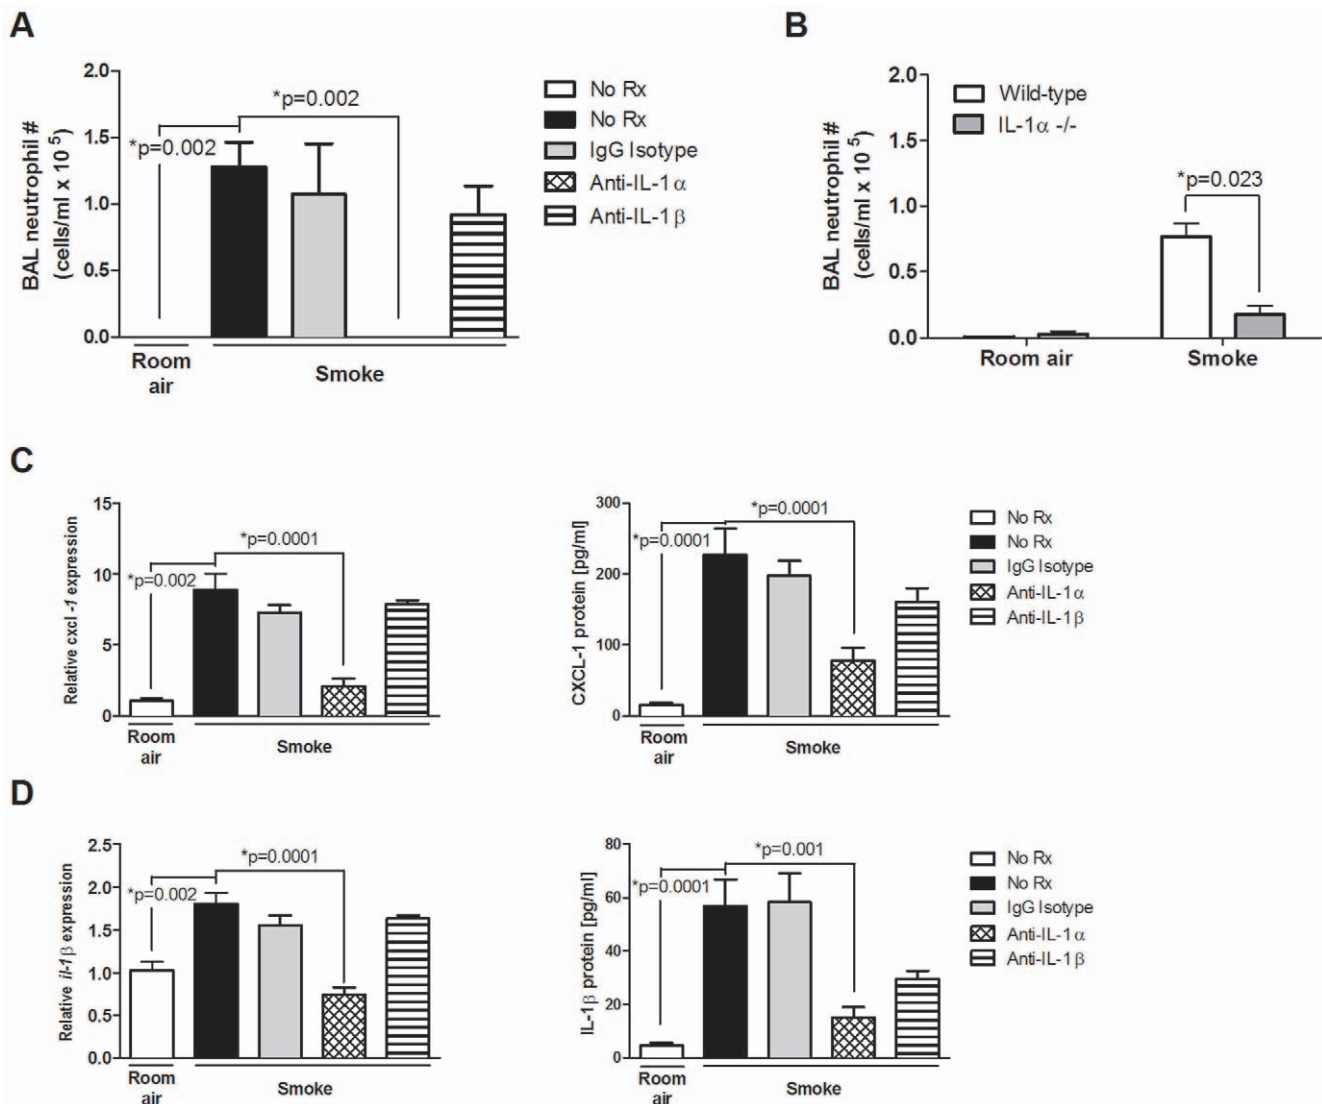 A
BAL neutrophil #
(cells/ml x 10 5)
2.0
1.5
1.0
0.5
0.0
*p=0.002
*p=0.002
Room
air
Smoke
No Rx
No Rx
IgG Isotype
Anti-IL-1α
Anti-IL-1β
B
BAL neutrophil #
(cells/ml x 10 5)
2.0
1.5
1.0
0.5
0.0
Wild-type
IL-1α -/-
*p=0.023
Room air
Smoke
C
Relative cxcl -1 expression
15
10
5
0
*p=0.0001
*p=0.002
Room
air
Smoke
CXCL-1 protein [pg/ml]
300
200
100
0
*p=0.0001
*p=0.0001
Room
air
Smoke
No Rx
No Rx
IgG Isotype
Anti-IL-1α
Anti-IL-1β
D
Relative il-1β expression
2.5
2.0
1.5
1.0
0.5
0.0
*p=0.0001
*p=0.002
Room
air
Smoke
IL-1β protein [pg/ml]
80
60
40
20
0
*p=0.001
*p=0.0001
Room
air
Smoke
No Rx
No Rx
IgG Isotype
Anti-IL-1α
Anti-IL-1β